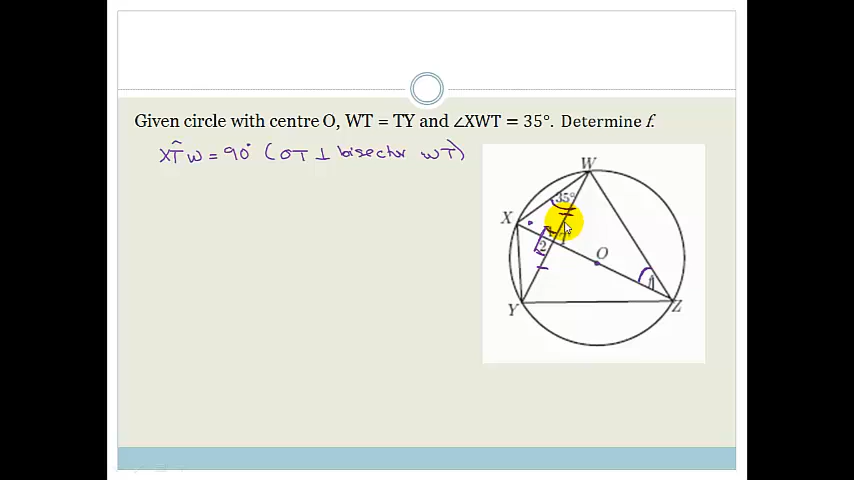 Given circle with centre O, WT = TY and ∠XWT = 35°. Determine f.
XT̂W = 90° (OT ⊥ bisector WT)
W
35°
X
T
2
O
Y
Z